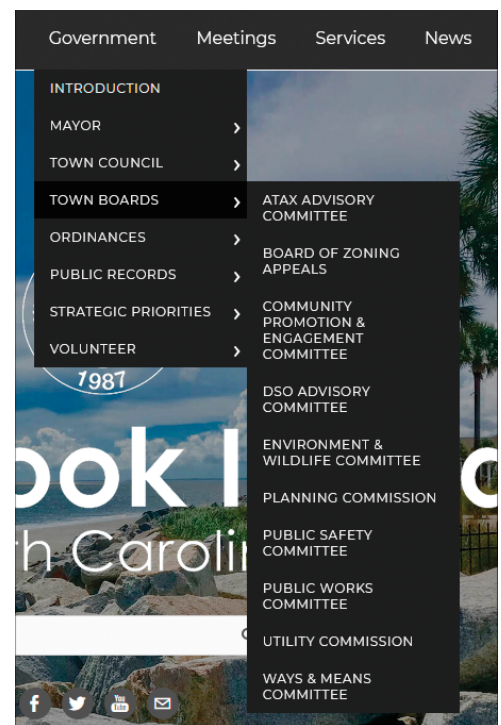 Government Meetings Services News
INTRODUCTION
MAYOR
TOWN COUNCIL
TOWN BOARDS
ORDINANCES
PUBLIC RECORDS
STRATEGIC PRIORITIES
VOLUNTEER
ATAX ADVISORY
COMMITTEE
BOARD OF ZONING
APPEALS
COMMUNITY
PROMOTION &
ENGAGEMENT
COMMITTEE
DSO ADVISORY
COMMITTEE
ENVIRONMENT &
WILDLIFE COMMITTEE
PLANNING COMMISSION
PUBLIC SAFETY
COMMITTEE
PUBLIC WORKS
COMMITTEE
UTILITY COMMISSION
WAYS & MEANS
COMMITTEE
1987
ook I
h Carolin
You
Tube